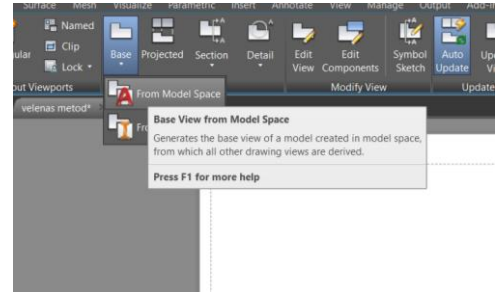 Surface Mesh Visualize Parametric Insert Annotate View Manage Output Add-in
Named
Clip
Lock
Base Projected Section Detail Edit View Edit Components Symbol Sketch Auto Update
Modify View Update
velenas metod*
From Model Space
Base View from Model Space
Generates the base view of a model created in model space,
from which all other drawing views are derived.
Press F1 for more help